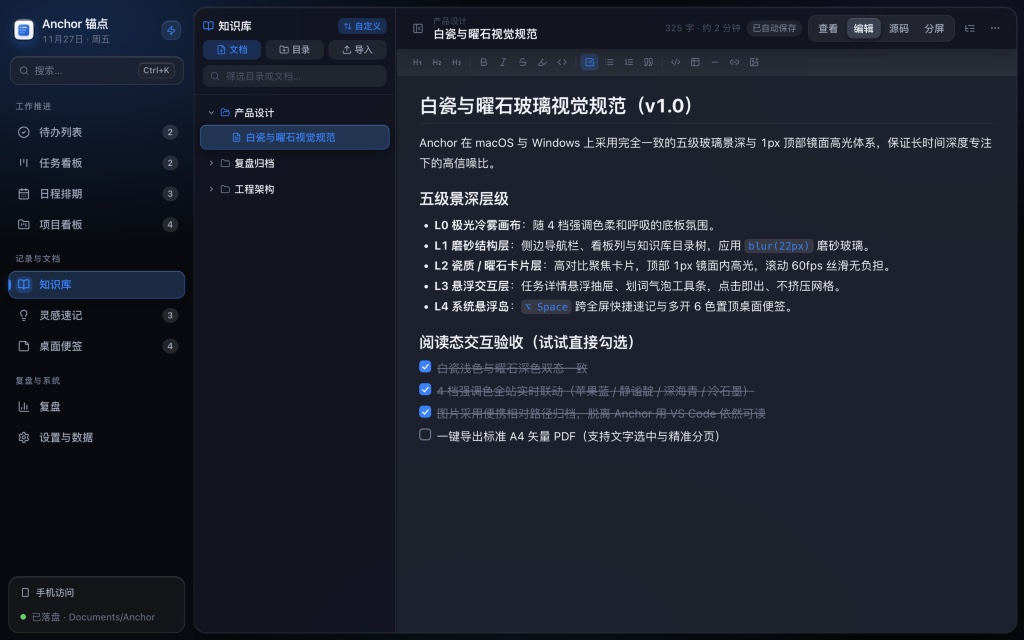 Anchor 锚点
11月27日 · 周五
搜索... Ctrl+K
工作推进
待办列表 2
任务看板 2
日程排期 3
项目看板 4
记录与文档
知识库
灵感速记 3
桌面便签 4
复盘与系统
复盘
设置与数据
手机访问
已落盘 · Documents/Anchor
知识库 自定义
文档 目录 导入
筛选目录或文档...
产品设计
白瓷与曜石视觉规范
复盘归档
工程架构
产品设计
白瓷与曜石视觉规范
325 字 · 约 2 分钟 已自动保存 查看 编辑 源码 分屏
H1 H2 H3 B I S
白瓷与曜石玻璃视觉规范（v1.0）
Anchor 在 macOS 与 Windows 上采用完全一致的五级玻璃景深与 1px 顶部镜面高光体系，保证长时间深度专注
下的高信噪比。
五级景深层级
• L0 极光冷雾画布：随 4 档强调色柔和呼吸的底板氛围。
• L1 磨砂结构层：侧边导航栏、看板列与知识库目录树，应用 blur(22px) 磨砂玻璃。
• L2 瓷质 / 曜石卡片层：高对比聚焦卡片，顶部 1px 镜面内高光，滚动 60fps 丝滑无负担。
• L3 悬浮交互层：任务详情悬浮抽屉、划词气泡工具条，点击即出、不挤压网格。
• L4 系统悬浮岛：⌥ Space 跨全屏快捷速记与多开 6 色置顶桌面便签。
阅读态交互验收（试试直接勾选）
白瓷浅色与曜石深色双态一致
4 档强调色全站实时联动（苹果蓝 / 静谧靛 / 深海青 / 冷石墨）
图片采用便携相对路径归档，脱离 Anchor 用 VS Code 依然可读
一键导出标准 A4 矢量 PDF（支持文字选中与精准分页）